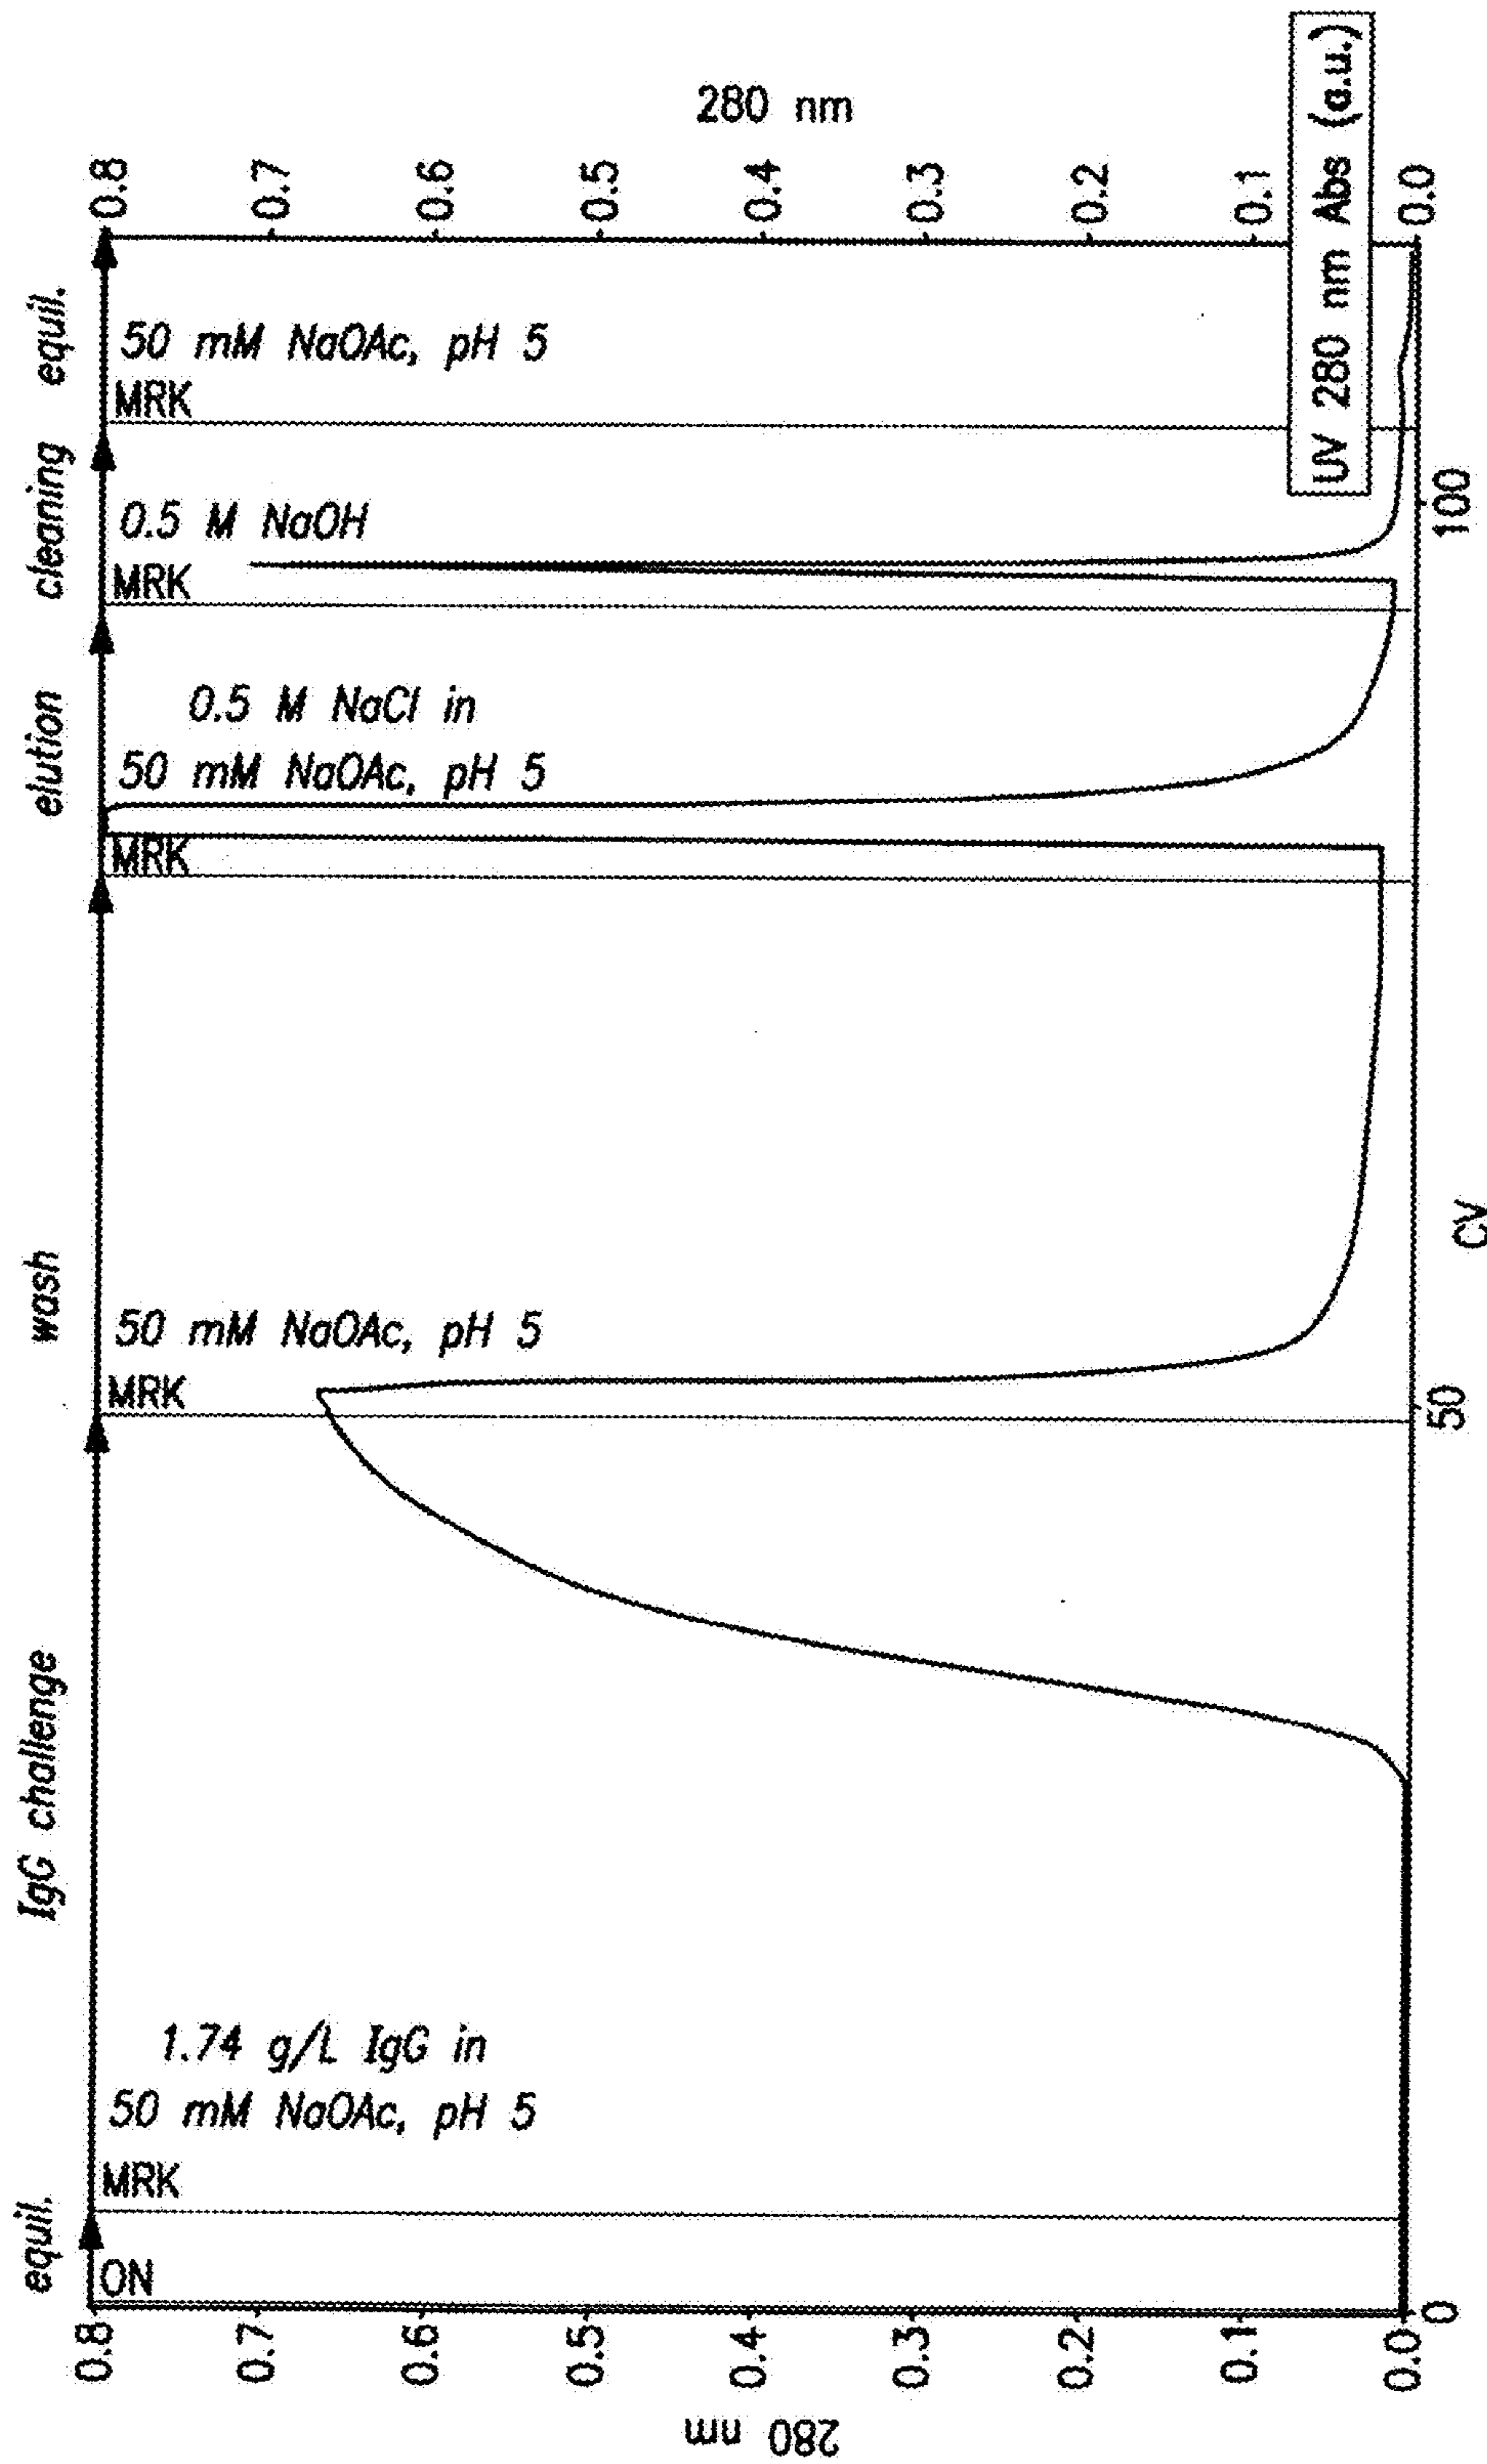 equil.
IgG challenge
wash
elution
cleaning
equil.
ON
MRK
1.74 g/L IgG in
50 mM NaOAc, pH 5
MRK
50 mM NaOAc, pH 5
MRK
0.5 M NaCl in
50 mM NaOAc, pH 5
MRK
0.5 M NaOH
MRK
50 mM NaOAc, pH 5
280 nm
0.8
0.7
0.6
0.5
0.4
0.3
0.2
0.1
0.0
280 nm
0.8
0.7
0.6
0.5
0.4
0.3
0.2
0.1
0.0
UV 280 nm Abs (a.u.)
0
50
100
CV